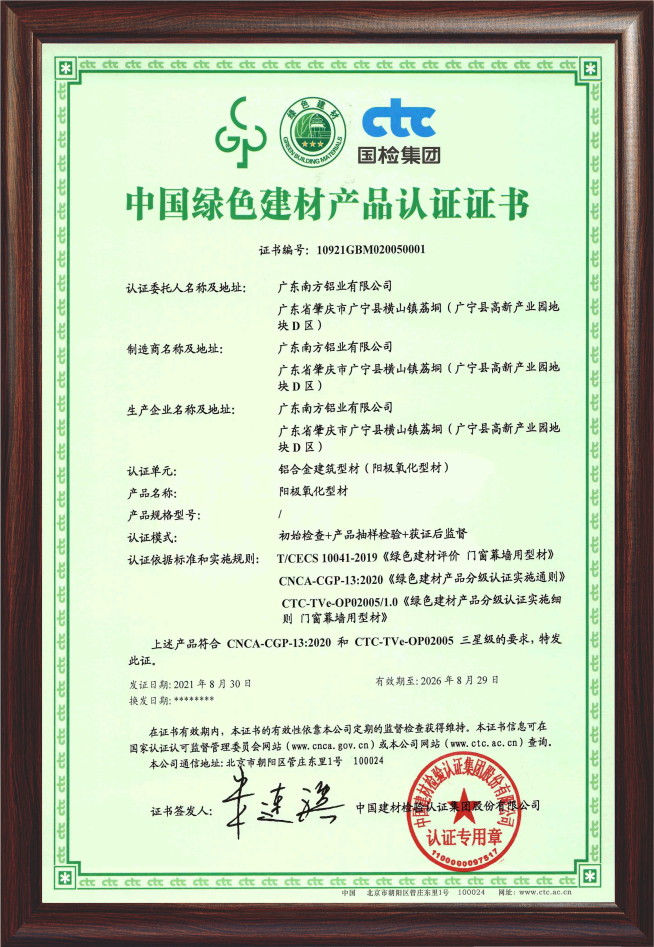 CGP
绿色建材
GREEN BUILDING MATERIALS
ctc
国检集团
中国绿色建材产品认证证书
证书编号：10921GBM020050001
认证委托人名称及地址： 广东南方铝业有限公司
广东省肇庆市广宁县横山镇荔垌（广宁县高新产业园地
块 D 区）
制造商名称及地址： 广东南方铝业有限公司
广东省肇庆市广宁县横山镇荔垌（广宁县高新产业园地
块 D 区）
生产企业名称及地址： 广东南方铝业有限公司
广东省肇庆市广宁县横山镇荔垌（广宁县高新产业园地
块 D 区）
认证单元： 铝合金建筑型材（阳极氧化型材）
产品名称： 阳极氧化型材
产品规格型号： /
认证模式： 初始检查+产品抽样检验+获证后监督
认证依据标准和实施规则： T/CECS 10041-2019《绿色建材评价 门窗幕墙用型材》
CNCA-CGP-13:2020《绿色建材产品分级认证实施通则》
CTC-TVe-OP02005/1.0《绿色建材产品分级认证实施细
则 门窗幕墙用型材》
上述产品符合 CNCA-CGP-13:2020 和 CTC-TVe-OP02005 三星级的要求，特发
此证。
发证日期：2021 年 8 月 30 日 有效期至：2026 年 8 月 29 日
换发日期：********
在证书有效期内，本证书的有效性依靠本公司定期的监督检查获得维持。本证书信息可在
国家认证认可监督管理委员会网站（www.cnca.gov.cn）或本公司网站（www.ctc.ac.cn）查询。
本公司通信地址：北京市朝阳区管庄东里1号 100024
证书签发人： 中国建材检验认证集团股份有限公司
中国建材检验认证集团股份有限公司
认证专用章
1100000097517
中国 北京市朝阳区管庄东里1号 100024 网址：www.ctc.ac.cn